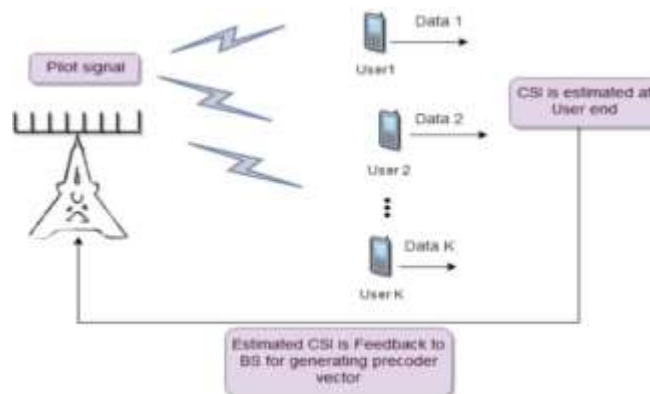 Pilot signal
Data 1
User1
CSI is estimated at
User end
Data 2
User 2
Data K
User K
Estimated CSI is Feedback to
BS for generating precoder
vector